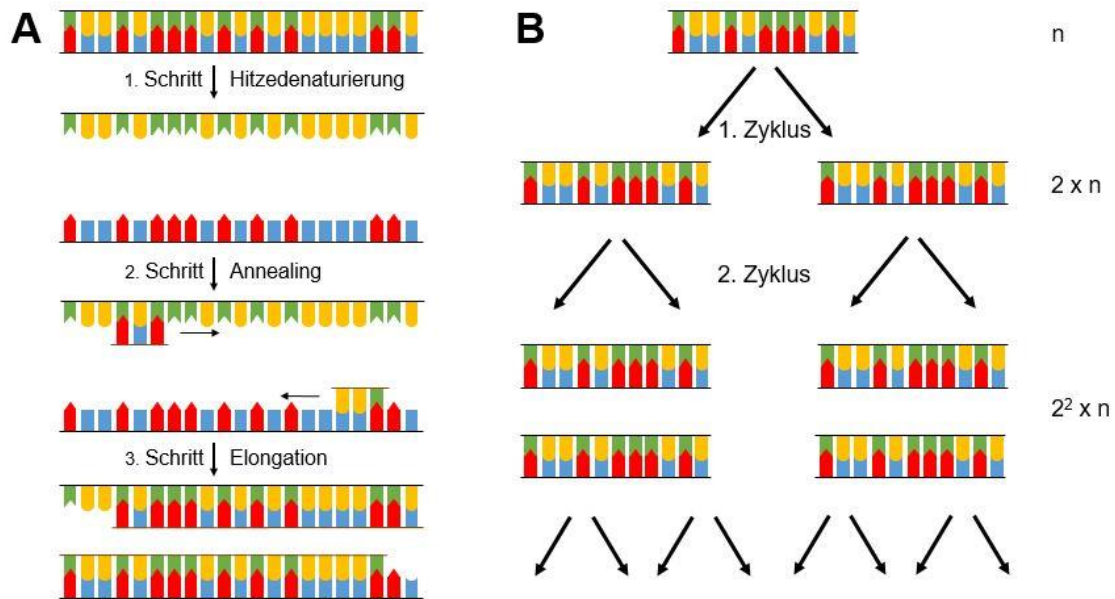 A
1. Schritt Hitzedenaturierung
2. Schritt Annealing
3. Schritt Elongation
B
n
1. Zyklus
2 x n
2. Zyklus
2² x n